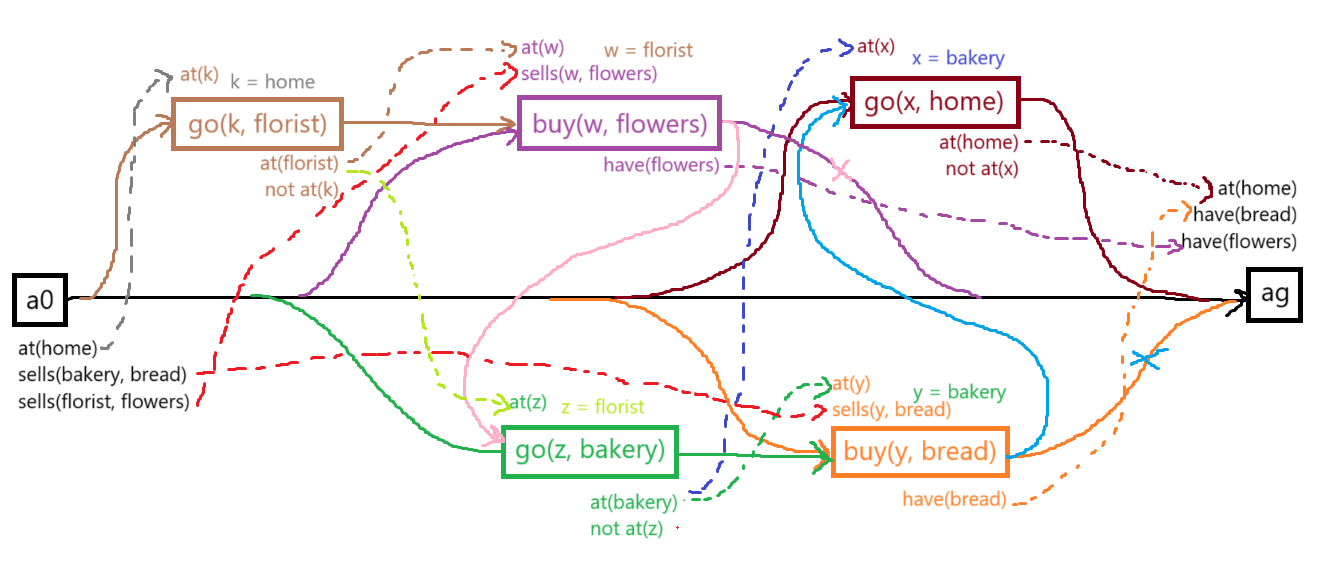 at(k) k = home
go(k, florist)
at(florist)
not at(k)
at(w) w = florist
sells(w, flowers)
buy(w, flowers)
have(flowers)
at(x)
x = bakery
go(x, home)
at(home)
not at(x)
at(home)
have(bread)
have(flowers)
a0
ag
at(home)
sells(bakery, bread)
sells(florist, flowers)
at(z) z = florist
go(z, bakery)
at(bakery)
not at(z)
at(y) y = bakery
sells(y, bread)
buy(y, bread)
have(bread)